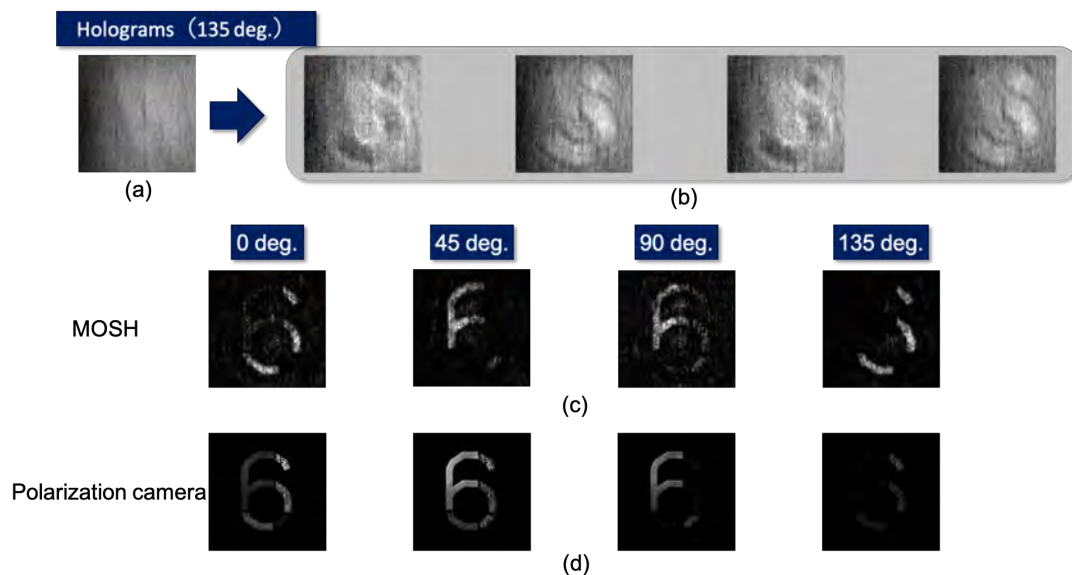 Holograms（135 deg.）
(a)
(b)
0 deg.
45 deg.
90 deg.
135 deg.
MOSH
(c)
Polarization camera
(d)